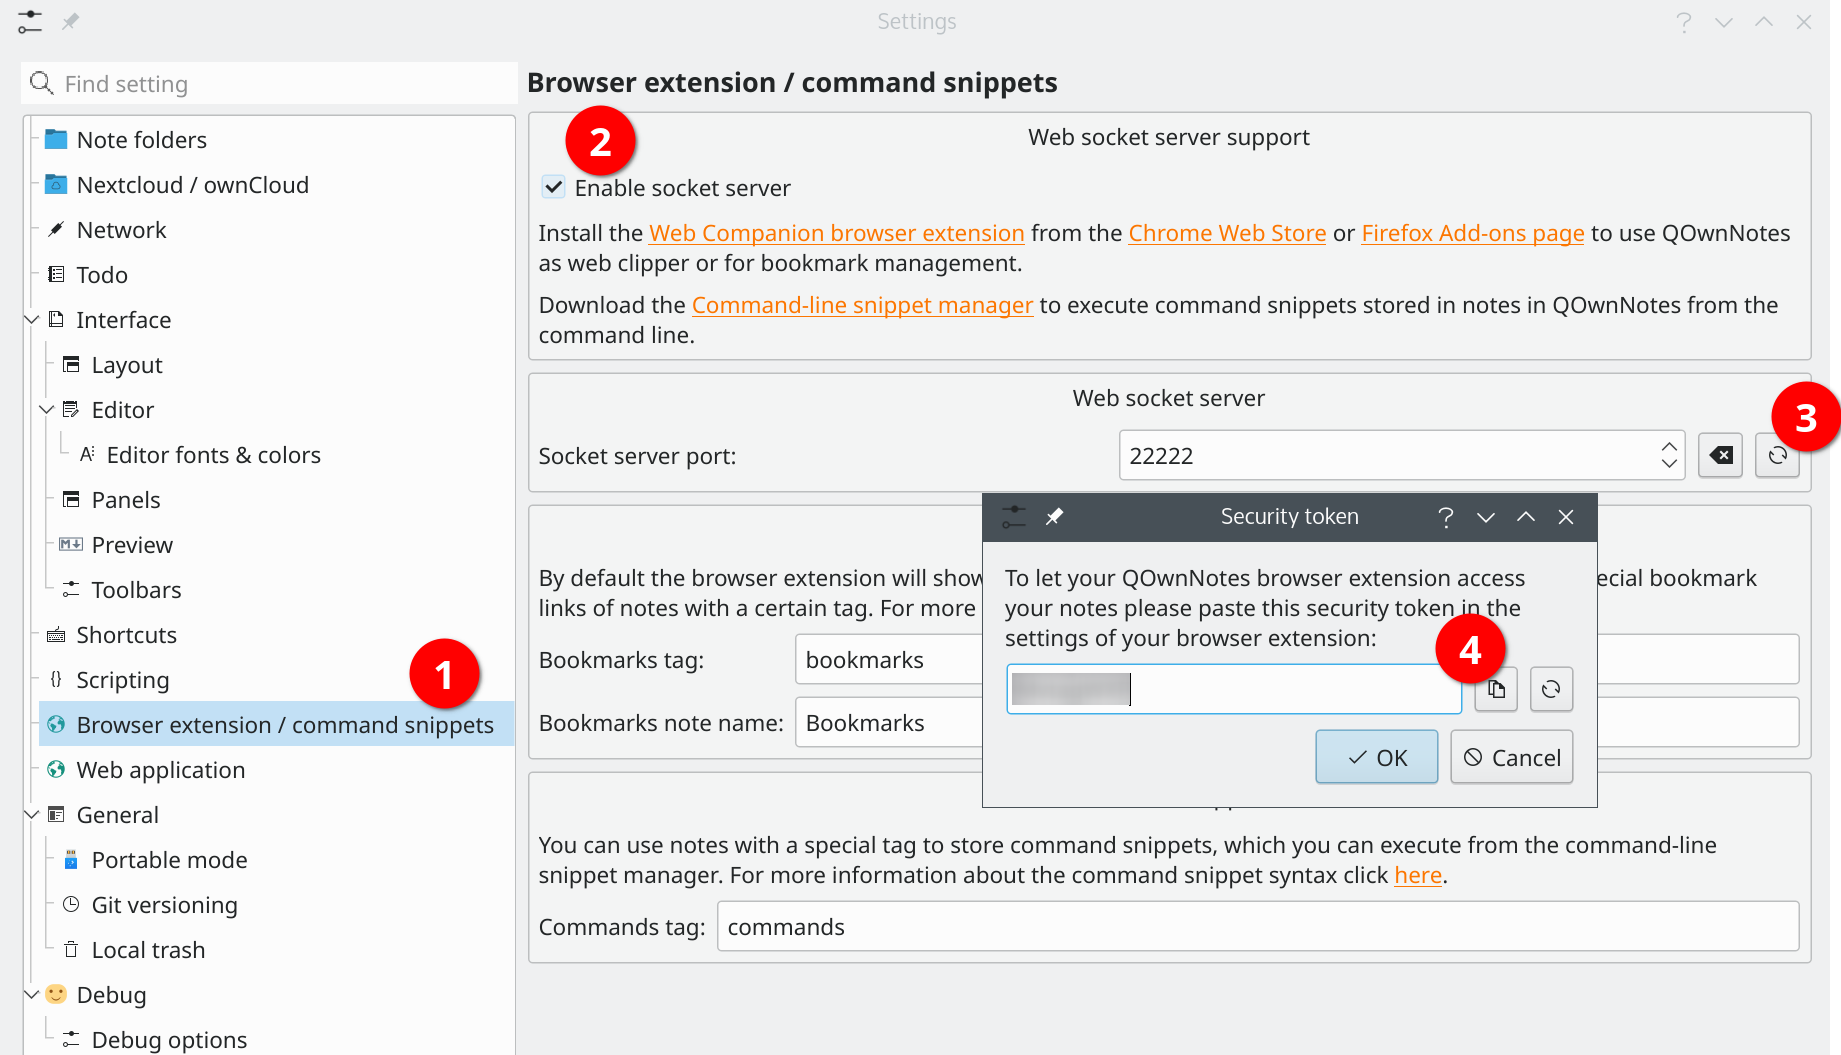 Settings
Find setting
Note folders
Nextcloud / ownCloud
Network
Todo
Interface
Layout
Editor
Editor fonts & colors
Panels
Preview
Toolbars
Shortcuts
Scripting
1
Browser extension / command snippets
Web application
General
Portable mode
Git versioning
Local trash
Debug
Debug options
Browser extension / command snippets
2
Web socket server support
Enable socket server
Install the Web Companion browser extension from the Chrome Web Store or Firefox Add-ons page to use QOwnNotes
as web clipper or for bookmark management.
Download the Command-line snippet manager to execute command snippets stored in notes in QOwnNotes from the
command line.
Web socket server
3
Socket server port:
22222
By default the browser extension will show
ecial bookmark
links of notes with a certain tag. For more
Bookmarks tag:
bookmarks
Bookmarks note name:
Bookmarks
Security token
To let your QOwnNotes browser extension access
your notes please paste this security token in the
settings of your browser extension:
4
OK
Cancel
You can use notes with a special tag to store command snippets, which you can execute from the command-line
snippet manager. For more information about the command snippet syntax click here.
Commands tag:
commands